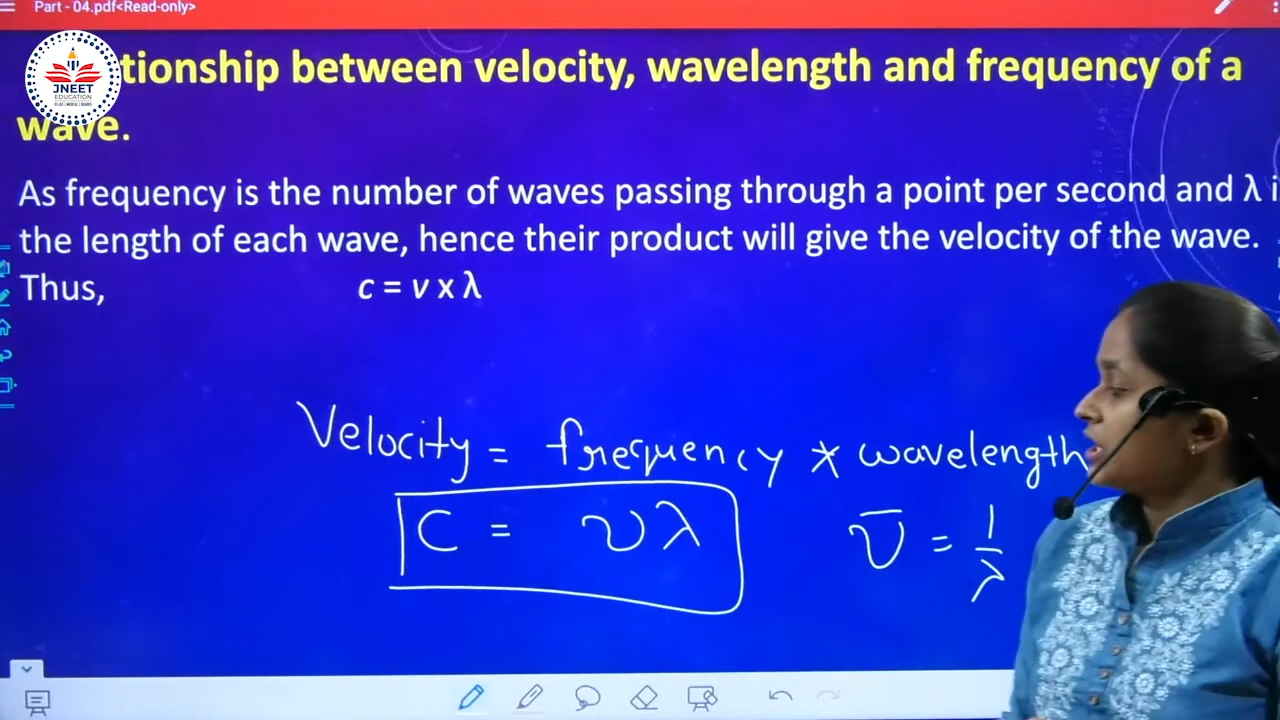 Part - 04.pdf<Read-only>
JNEET
EDUCATION
tionship between velocity, wavelength and frequency of a
wave.
As frequency is the number of waves passing through a point per second and λ i
the length of each wave, hence their product will give the velocity of the wave.
Thus, c = ν x λ
Velocity = frequency * wavelength
C = νλ
ν̅ = 1/λ